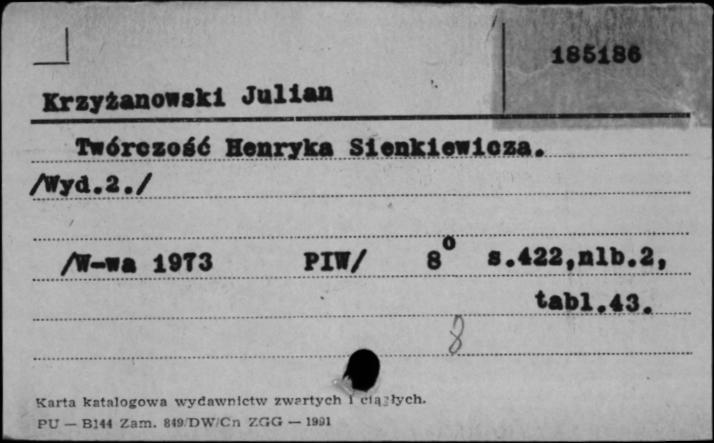 185186
Krzyżanowski Julian
Twórczość Henryka Sienkiewicza.
/Wyd.2./
/W-wa 1973 PIW/ 8° s.422,nlb.2,
tabl.43.
8
Karta katalogowa wydawnictw zwartych i ciągłych.
PU — B144 Zam. 849/DW/Cn ZGG — 1991